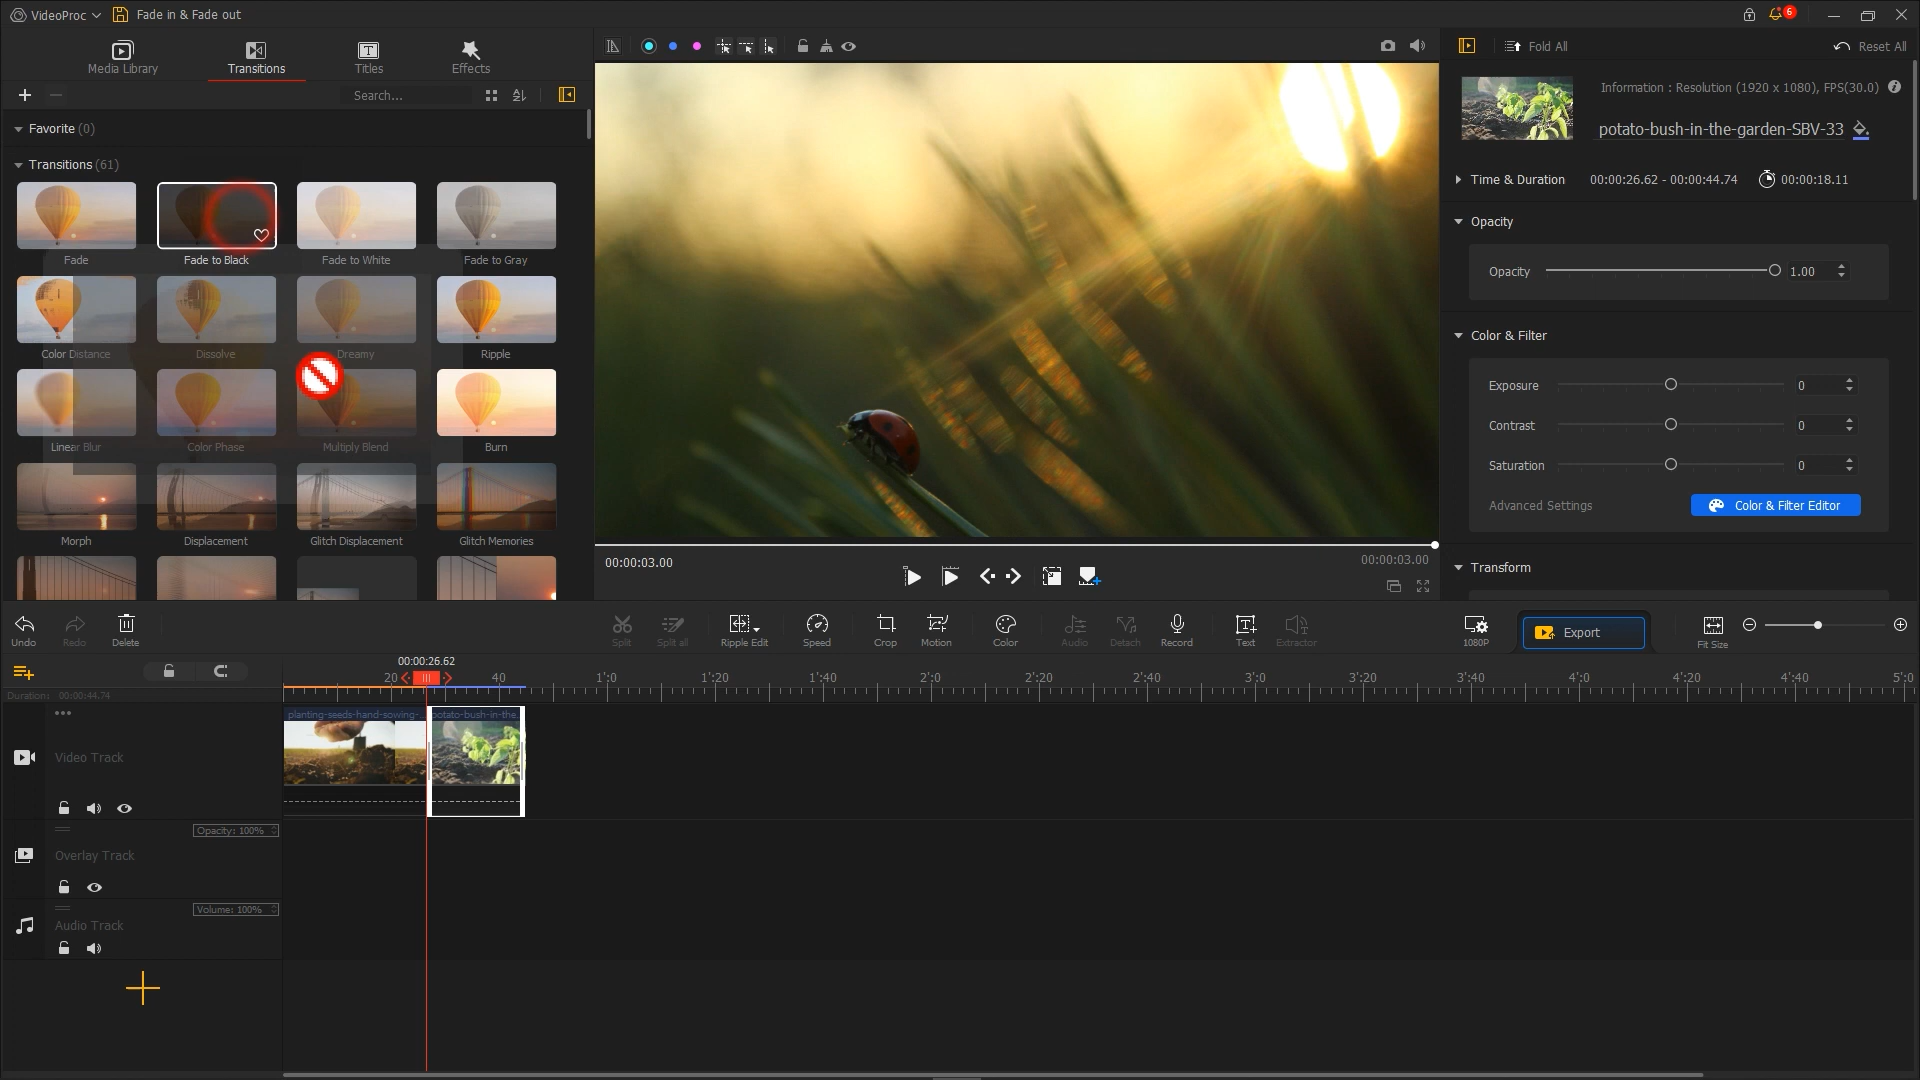 VideoProc
Fade in & Fade out
6
Media Library
Transitions
Titles
Effects
Fold All
Reset All
Search...
Information : Resolution (1920 x 1080), FPS(30.0)
potato-bush-in-the-garden-SBV-33
Favorite (0)
Transitions (61)
Time & Duration
00:00:26.62 - 00:00:44.74
00:00:18.11
Fade
Fade to Black
Fade to White
Fade to Gray
Opacity
Opacity
1.00
Color Distance
Dissolve
Dreamy
Ripple
Color & Filter
Exposure
0
Contrast
0
Linear Blur
Color Phase
Multiply Blend
Burn
Saturation
0
Advanced Settings
Color & Filter Editor
Morph
Displacement
Glitch Displacement
Glitch Memories
00:00:03.00
00:00:03.00
Transform
Undo
Redo
Delete
Split
Split all
Ripple Edit
Speed
Crop
Motion
Color
Audio
Detach
Record
Text
Extractor
1080P
Export
Fit Size
00:00:26.62
20
40
1':0
1':20
1':40
2':0
2':20
2':40
3':0
3':20
3':40
4':0
4':20
4':40
5':0
Duration: 00:00:44.74
planting-seeds-hand-sowing-...
potato-bush-in-the...
Video Track
Opacity: 100%
Overlay Track
Volume: 100%
Audio Track